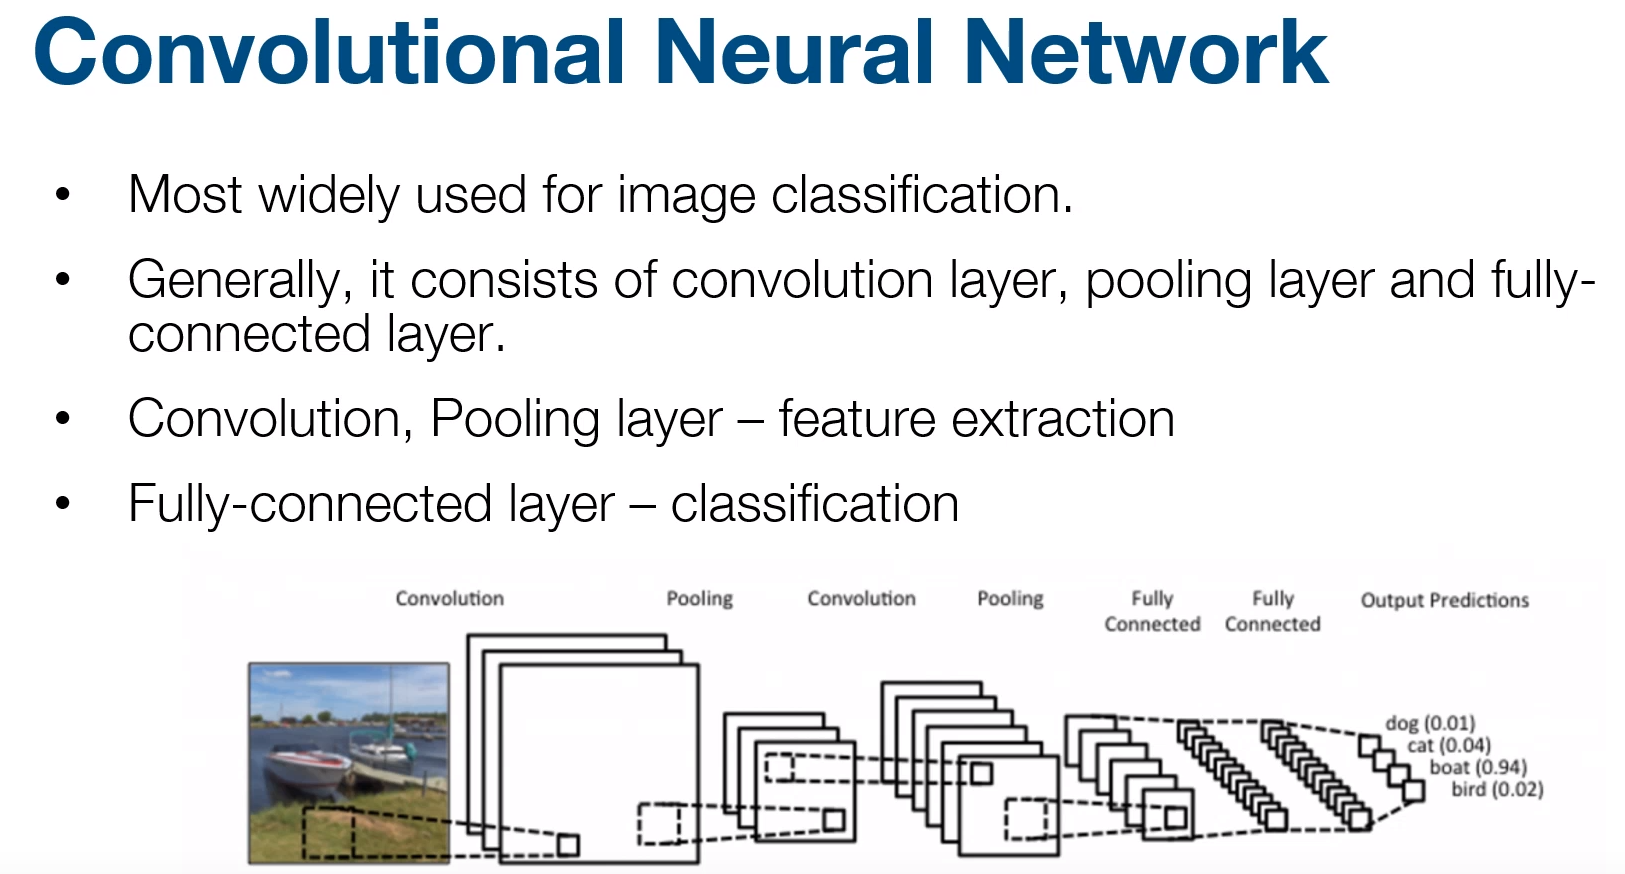 Convolutional Neural Network
• Most widely used for image classification.
• Generally, it consists of convolution layer, pooling layer and fully-
connected layer.
• Convolution, Pooling layer – feature extraction
• Fully-connected layer – classification
Convolution Pooling Convolution Pooling Fully Connected Fully Connected Output Predictions
dog (0.01)
cat (0.04)
boat (0.94)
bird (0.02)